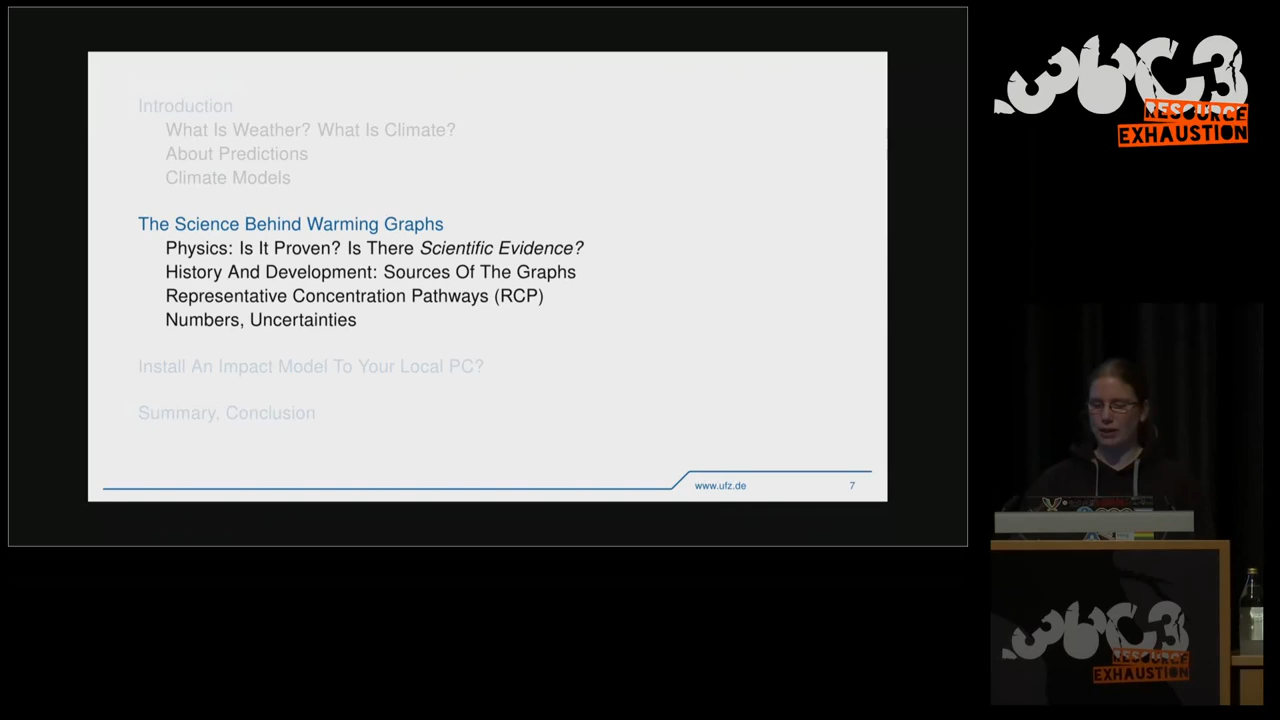 Introduction
What Is Weather? What Is Climate?
About Predictions
Climate Models
The Science Behind Warming Graphs
Physics: Is It Proven? Is There Scientific Evidence?
History And Development: Sources Of The Graphs
Representative Concentration Pathways (RCP)
Numbers, Uncertainties
Install An Impact Model To Your Local PC?
Summary. Conclusion
www.ufz.de
7
36C3
RESOURCE
EXHAUSTION
36C3
RESOURCE
EXHAUSTION